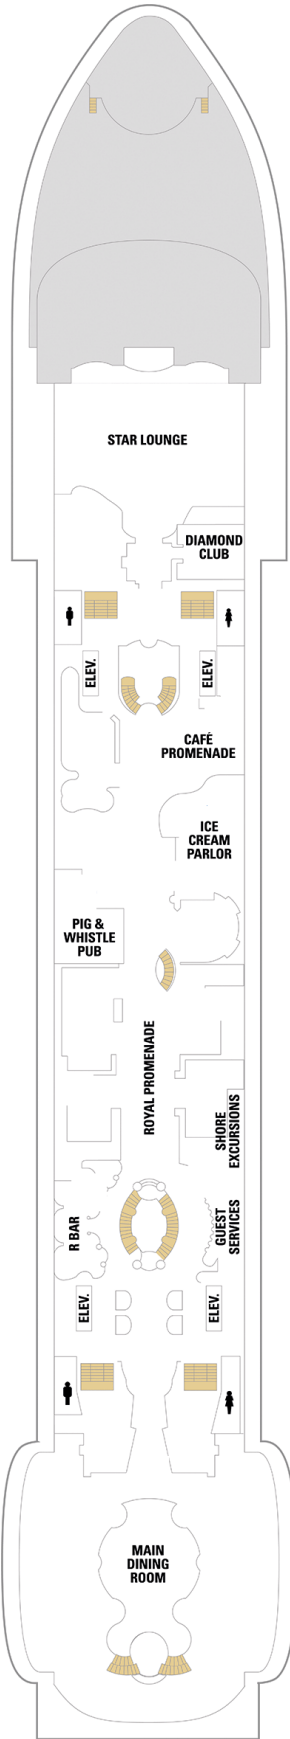 STAR LOUNGE
DIAMOND
CLUB
ELEV.
ELEV.
CAFÉ
PROMENADE
ICE
CREAM
PARLOR
PIG &
WHISTLE
PUB
ROYAL PROMENADE
SHORE
EXCURSIONS
R BAR
GUEST
SERVICES
ELEV.
ELEV.
MAIN
DINING
ROOM